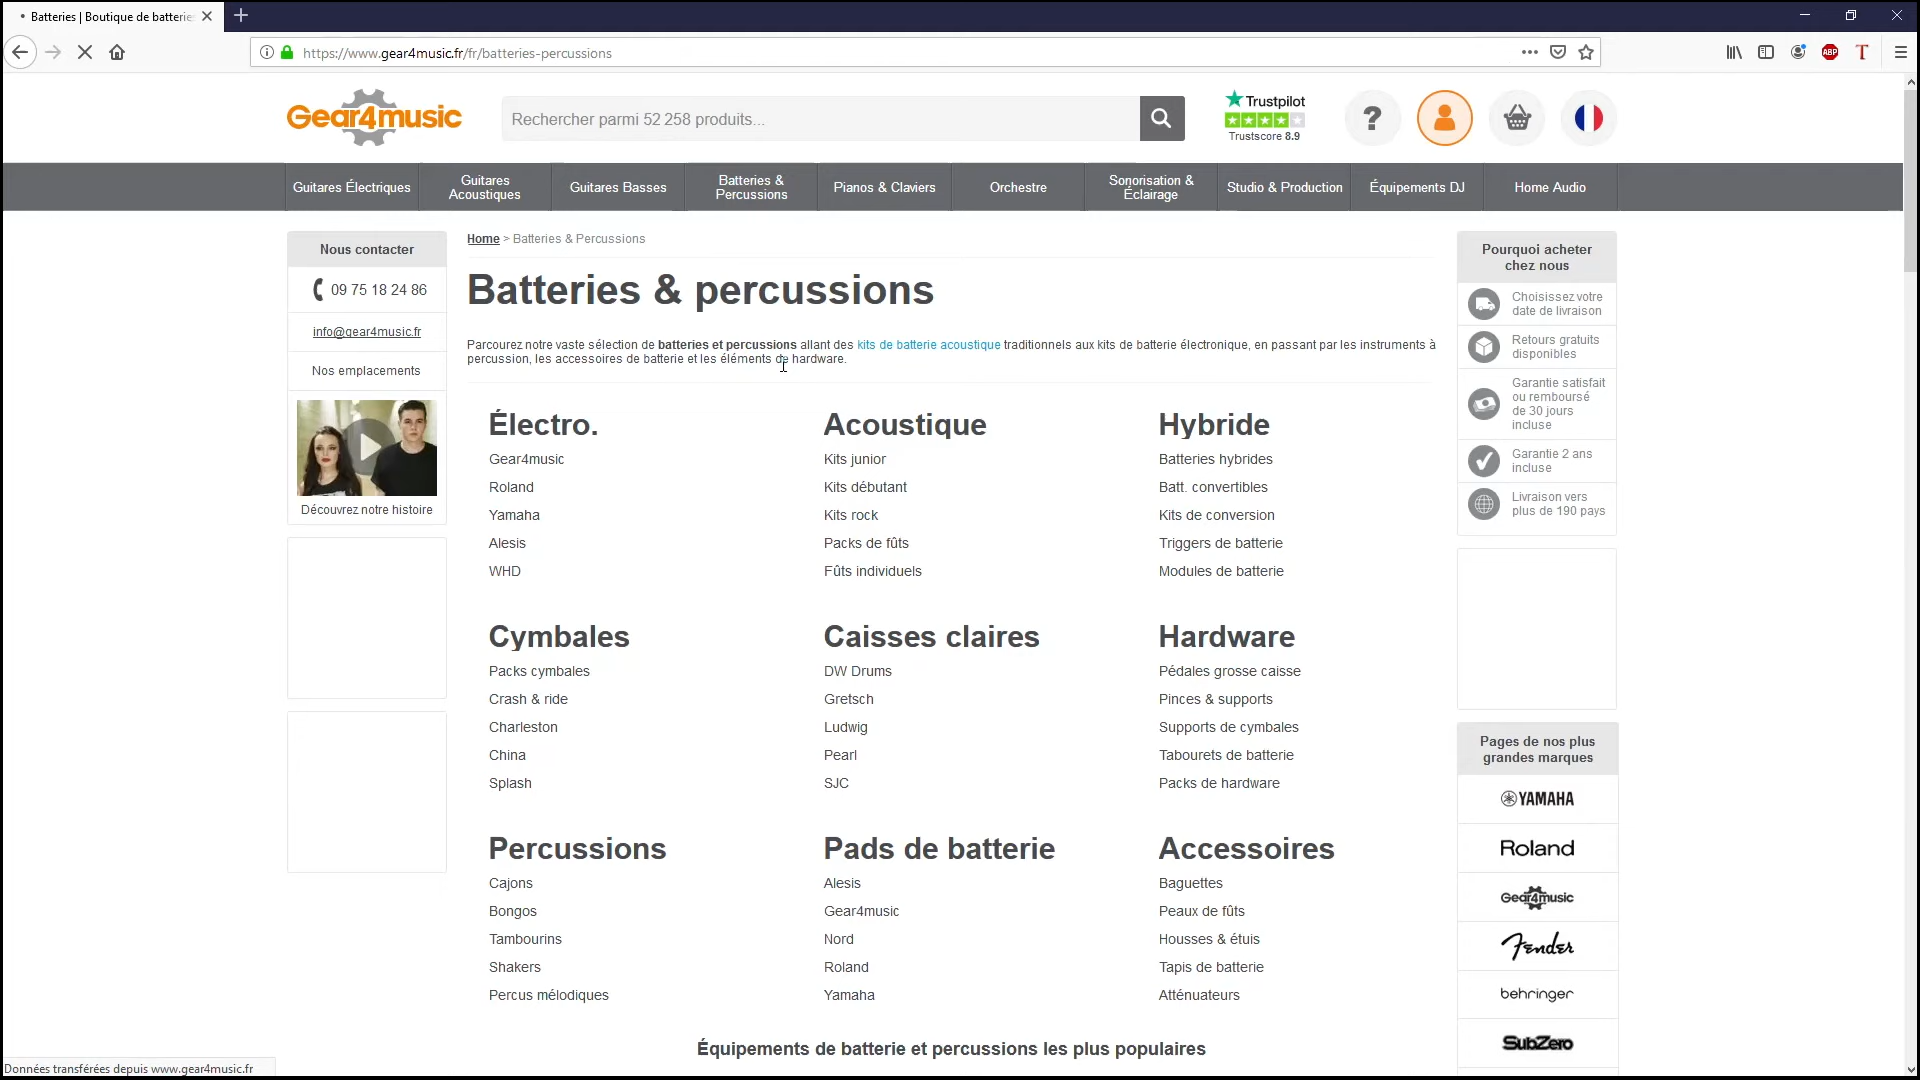 Batteries | Boutique de batterie
https://www.gear4music.fr/fr/batteries-percussions
ABP
T
Gear4music
Rechercher parmi 52 258 produits...
Trustpilot
Trustscore 8.9
?
Guitares Électriques
Guitares
Acoustiques
Guitares Basses
Batteries &
Percussions
Pianos & Claviers
Orchestre
Sonorisation &
Éclairage
Studio & Production
Équipements DJ
Home Audio
Nous contacter
09 75 18 24 86
info@gear4music.fr
Nos emplacements
Découvrez notre histoire
Home > Batteries & Percussions
Batteries & percussions
Parcourez notre vaste sélection de batteries et percussions allant des kits de batterie acoustique traditionnels aux kits de batterie électronique, en passant par les instruments à
percussion, les accessoires de batterie et les éléments de hardware.
Électro.
Gear4music
Roland
Yamaha
Alesis
WHD
Acoustique
Kits junior
Kits débutant
Kits rock
Packs de fûts
Fûts individuels
Hybride
Batteries hybrides
Batt. convertibles
Kits de conversion
Triggers de batterie
Modules de batterie
Cymbales
Packs cymbales
Crash & ride
Charleston
China
Splash
Caisses claires
DW Drums
Gretsch
Ludwig
Pearl
SJC
Hardware
Pédales grosse caisse
Pinces & supports
Supports de cymbales
Tabourets de batterie
Packs de hardware
Percussions
Cajons
Bongos
Tambourins
Shakers
Percus mélodiques
Pads de batterie
Alesis
Gear4music
Nord
Roland
Yamaha
Accessoires
Baguettes
Peaux de fûts
Housses & étuis
Tapis de batterie
Atténuateurs
Équipements de batterie et percussions les plus populaires
Pourquoi acheter
chez nous
Choisissez votre
date de livraison
Retours gratuits
disponibles
Garantie satisfait
ou remboursé
de 30 jours
incluse
Garantie 2 ans
incluse
Livraison vers
plus de 190 pays
Pages de nos plus
grandes marques
YAMAHA
Roland
Gear4music
Fender
behringer
SubZero
Données transférées depuis www.gear4music.fr